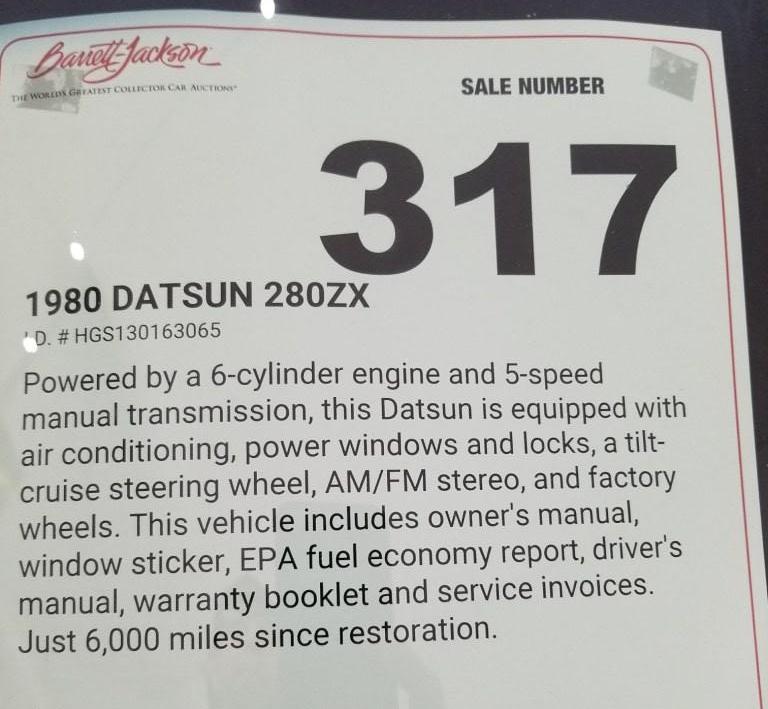 Barrett-Jackson
THE WORLD'S GREATEST COLLECTOR CAR AUCTIONS®
SALE NUMBER
317
1980 DATSUN 280ZX
I.D. # HGS130163065
Powered by a 6-cylinder engine and 5-speed
manual transmission, this Datsun is equipped with
air conditioning, power windows and locks, a tilt-
cruise steering wheel, AM/FM stereo, and factory
wheels. This vehicle includes owner's manual,
window sticker, EPA fuel economy report, driver's
manual, warranty booklet and service invoices.
Just 6,000 miles since restoration.